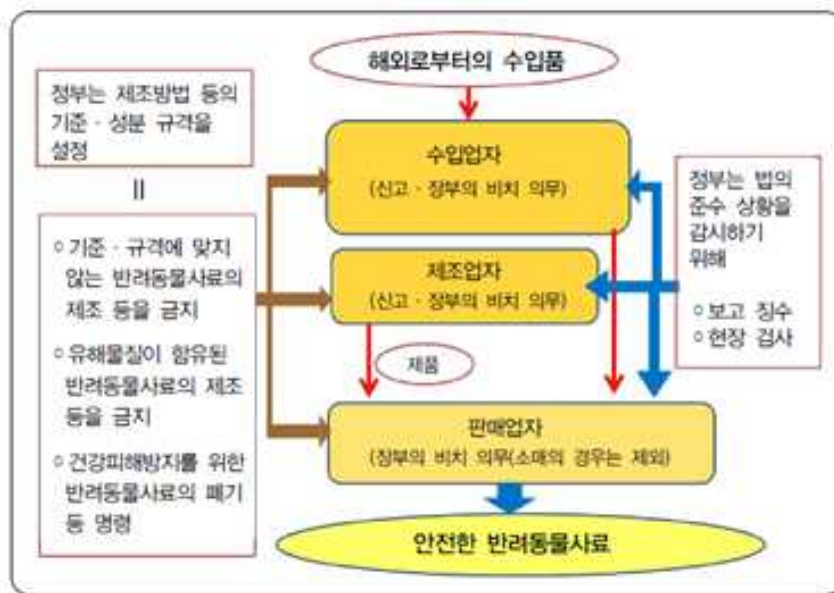 해외로부터의 수입품
정부는 제조방법 등의
기준·성분 규격을
설정
||
○ 기준·규격에 맞지
않는 반려동물사료의
제조 등을 금지
○ 유해물질이 함유된
반려동물사료의 제조
등을 금지
○ 건강피해방지를 위한
반려동물사료의 폐기
등 명령
수입업자
(신고·장부의 비치 의무)
제조업자
(신고·장부의 비치 의무)
제품
정부는 법의
준수 상황을
감시하기
위해
○ 보고 징수
○ 현장 검사
판매업자
(장부의 비치 의무(소매의 경우는 제외)
안전한 반려동물사료